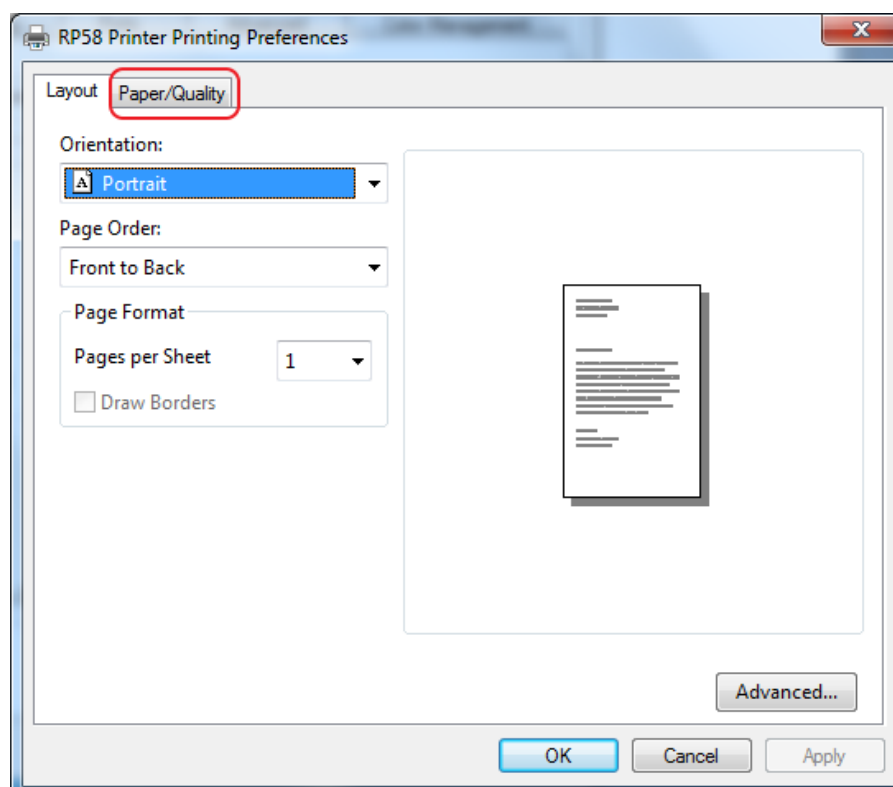 RP58 Printer Printing Preferences
Layout
Paper/Quality
Orientation:
Portrait
Page Order:
Front to Back
Page Format
Pages per Sheet 1
Draw Borders
Advanced...
OK Cancel Apply